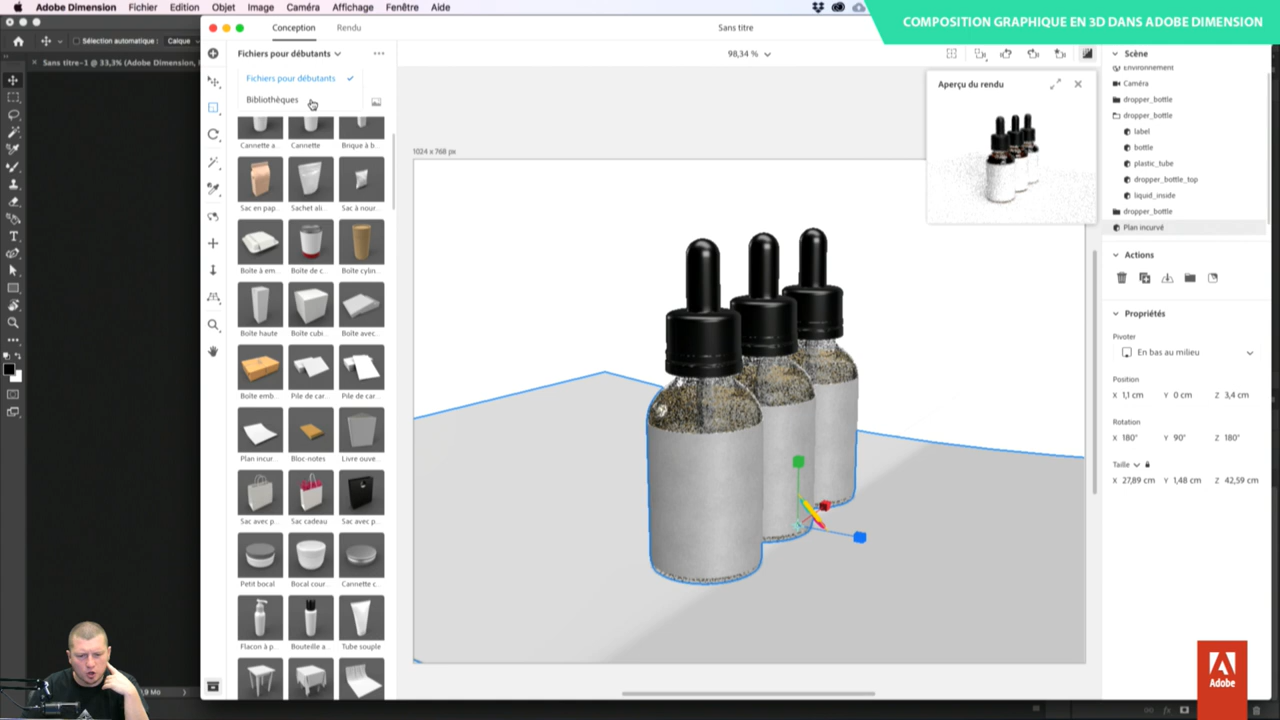 Adobe Dimension Fichier Edition Objet Image Caméra Affichage Fenêtre Aide
COMPOSITION GRAPHIQUE EN 3D DANS ADOBE DIMENSION
Conception Rendu Sans titre
Sélection automatique : Calque
Sans titre-1 @ 33,3% (Adobe Dimension,
Fichiers pour débutants
98,34 %
Fichiers pour débutants
Bibliothèques
Cannette a... Cannette Brique à b...
Sac en pap... Sachet ali... Sac à nour...
Boîte à em... Boîte de c... Boîte cylin...
Boîte haute Boîte cubi... Boîte avec...
Boîte emb... Pile de car... Pile de car...
Plan incur... Bloc-notes Livre ouve...
Sac avec p... Sac cadeau Sac avec p...
Petit bocal Bocal cour... Cannette c...
Flacon à p... Bouteille a... Tube souple
1024 x 768 px
Aperçu du rendu
Scène
Environnement
Caméra
dropper_bottle
dropper_bottle
label
bottle
plastic_tube
dropper_bottle_top
liquid_inside
dropper_bottle
Plan incurvé
Actions
Propriétés
Pivoter
En bas au milieu
Position
X 1,1 cm Y 0 cm Z 3,4 cm
Rotation
X 180° Y 90° Z 180°
Taille
X 27,89 cm Y 1,48 cm Z 42,59 cm
Adobe